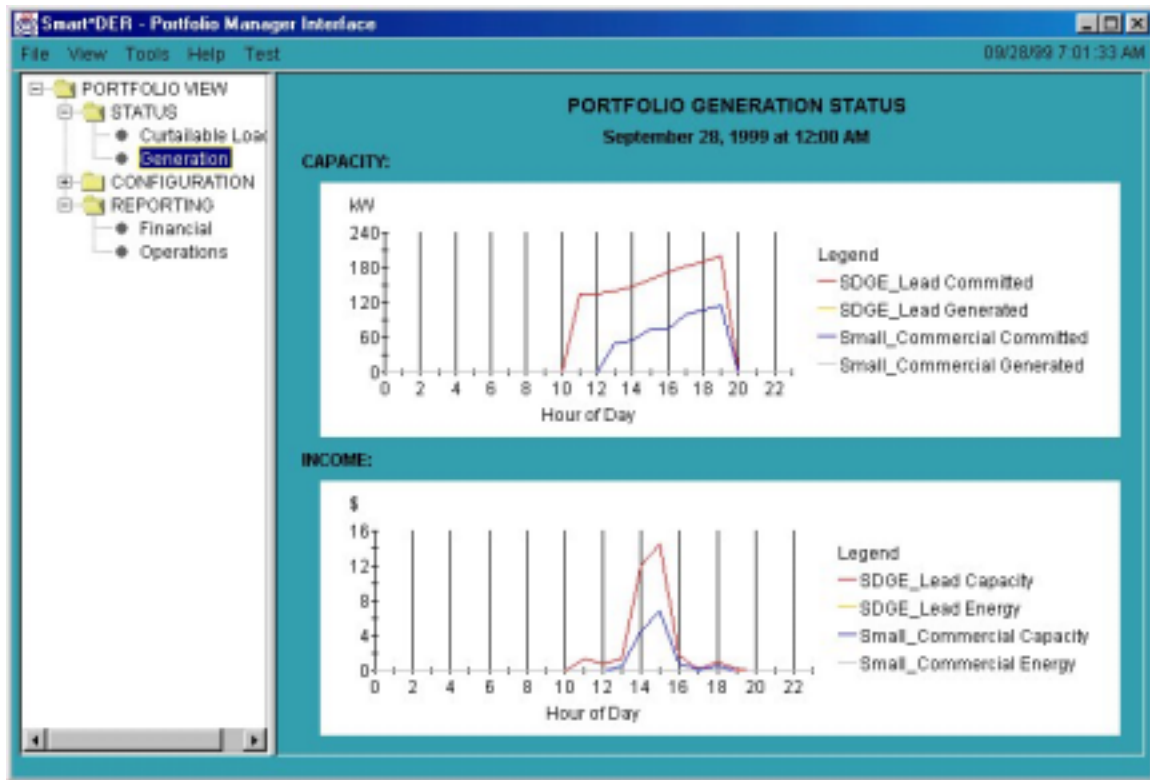 Smart*DER - Portfolio Manager Interface
File View Tools Help Test 09/28/99 7:01:33 AM
PORTFOLIO VIEW
STATUS
Curtailable Load
Generation
CONFIGURATION
REPORTING
Financial
Operations
PORTFOLIO GENERATION STATUS
September 28, 1999 at 12:00 AM
CAPACITY:
kW
240
180
120
60
0
0 2 4 6 8 10 12 14 16 18 20 22
Hour of Day
Legend
SDGE_Lead Committed
SDGE_Lead Generated
Small_Commercial Committed
Small_Commercial Generated
INCOME:
$
16
12
8
4
0
0 2 4 6 8 10 12 14 16 18 20 22
Hour of Day
Legend
SDGE_Lead Capacity
SDGE_Lead Energy
Small_Commercial Capacity
Small_Commercial Energy